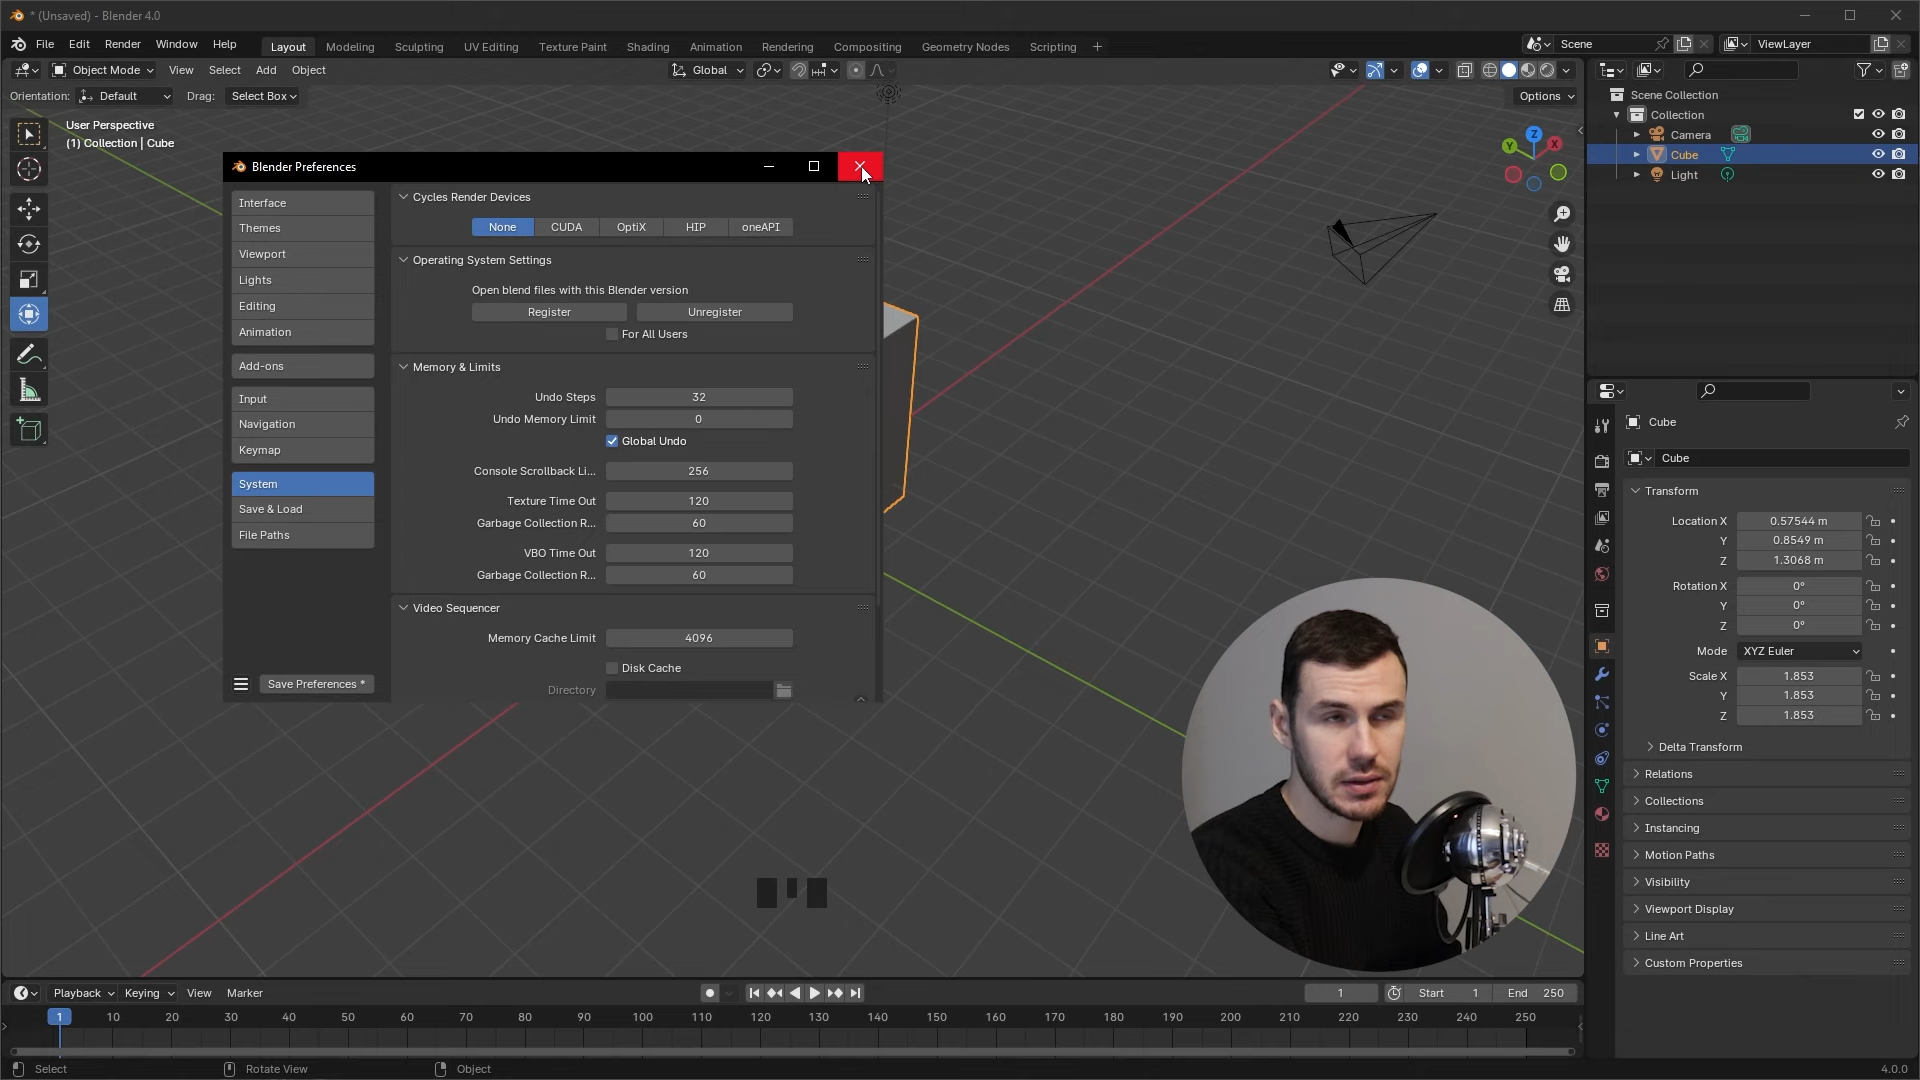 * (Unsaved) - Blender 4.0
File Edit Render Window Help
Layout Modeling Sculpting UV Editing Texture Paint Shading Animation Rendering Compositing Geometry Nodes Scripting +
Scene
ViewLayer
Object Mode View Select Add Object
Global
Orientation: Default Drag: Select Box
Options
User Perspective
(1) Collection | Cube
Z
Y
X
Scene Collection
Collection
Camera
Cube
Light
Blender Preferences
Interface
Themes
Viewport
Lights
Editing
Animation
Add-ons
Input
Navigation
Keymap
System
Save & Load
File Paths
Save Preferences *
Cycles Render Devices
None CUDA OptiX HIP oneAPI
Operating System Settings
Open blend files with this Blender version
Register Unregister
For All Users
Memory & Limits
Undo Steps 32
Undo Memory Limit 0
Global Undo
Console Scrollback Li... 256
Texture Time Out 120
Garbage Collection R... 60
VBO Time Out 120
Garbage Collection R... 60
Video Sequencer
Memory Cache Limit 4096
Disk Cache
Directory
Cube
Cube
Transform
Location X 0.57544 m
Y 0.8549 m
Z 1.3068 m
Rotation X 0°
Y 0°
Z 0°
Mode XYZ Euler
Scale X 1.853
Y 1.853
Z 1.853
Delta Transform
Relations
Collections
Instancing
Motion Paths
Visibility
Viewport Display
Line Art
Custom Properties
Playback Keying View Marker
1 Start 1 End 250
1 10 20 30 40 50 60 70 80 90 100 110 120 130 140 150 160 170 180 190 200 210 220 230 240 250
Select Rotate View Object
4.0.0